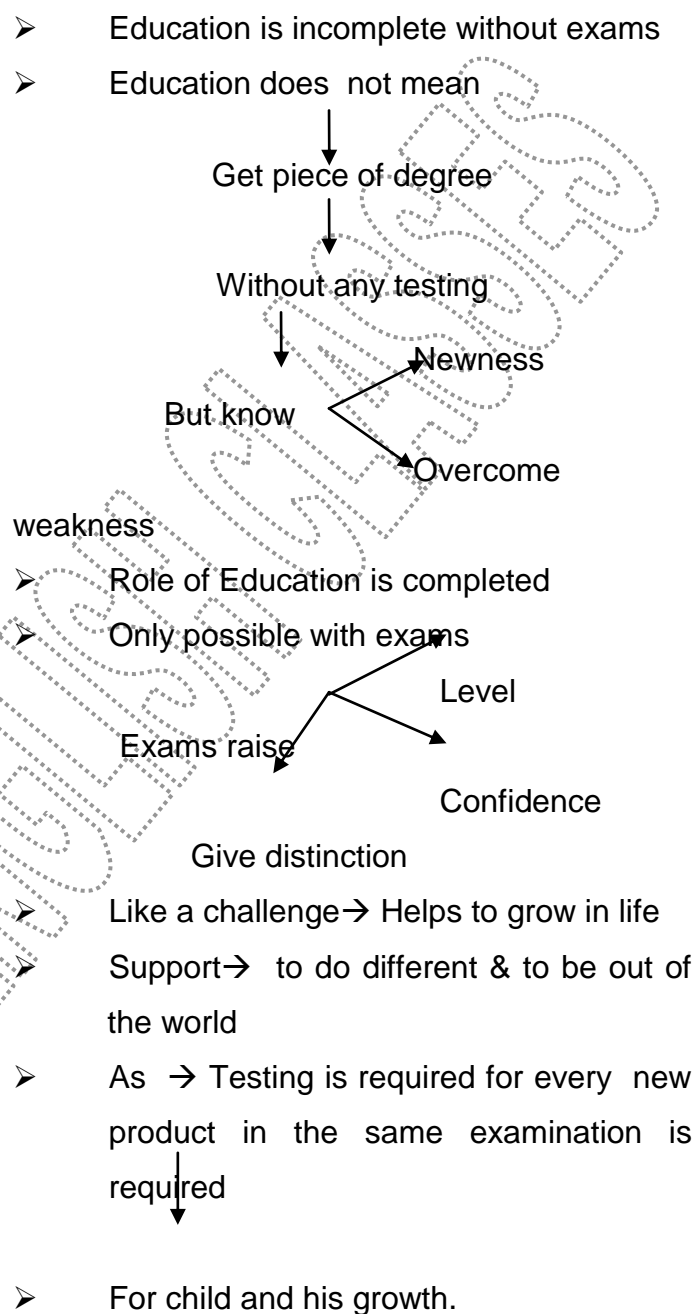 ➢ Education is incomplete without exams
➢ Education does not mean
Get piece of degree
Without any testing
Newness
But know
Overcome
weakness
➢ Role of Education is completed
➢ Only possible with exams
Level
Exams raise
Confidence
Give distinction
➢ Like a challenge→ Helps to grow in life
➢ Support→ to do different & to be out of
the world
➢ As → Testing is required for every new
product in the same examination is
required
➢ For child and his growth.